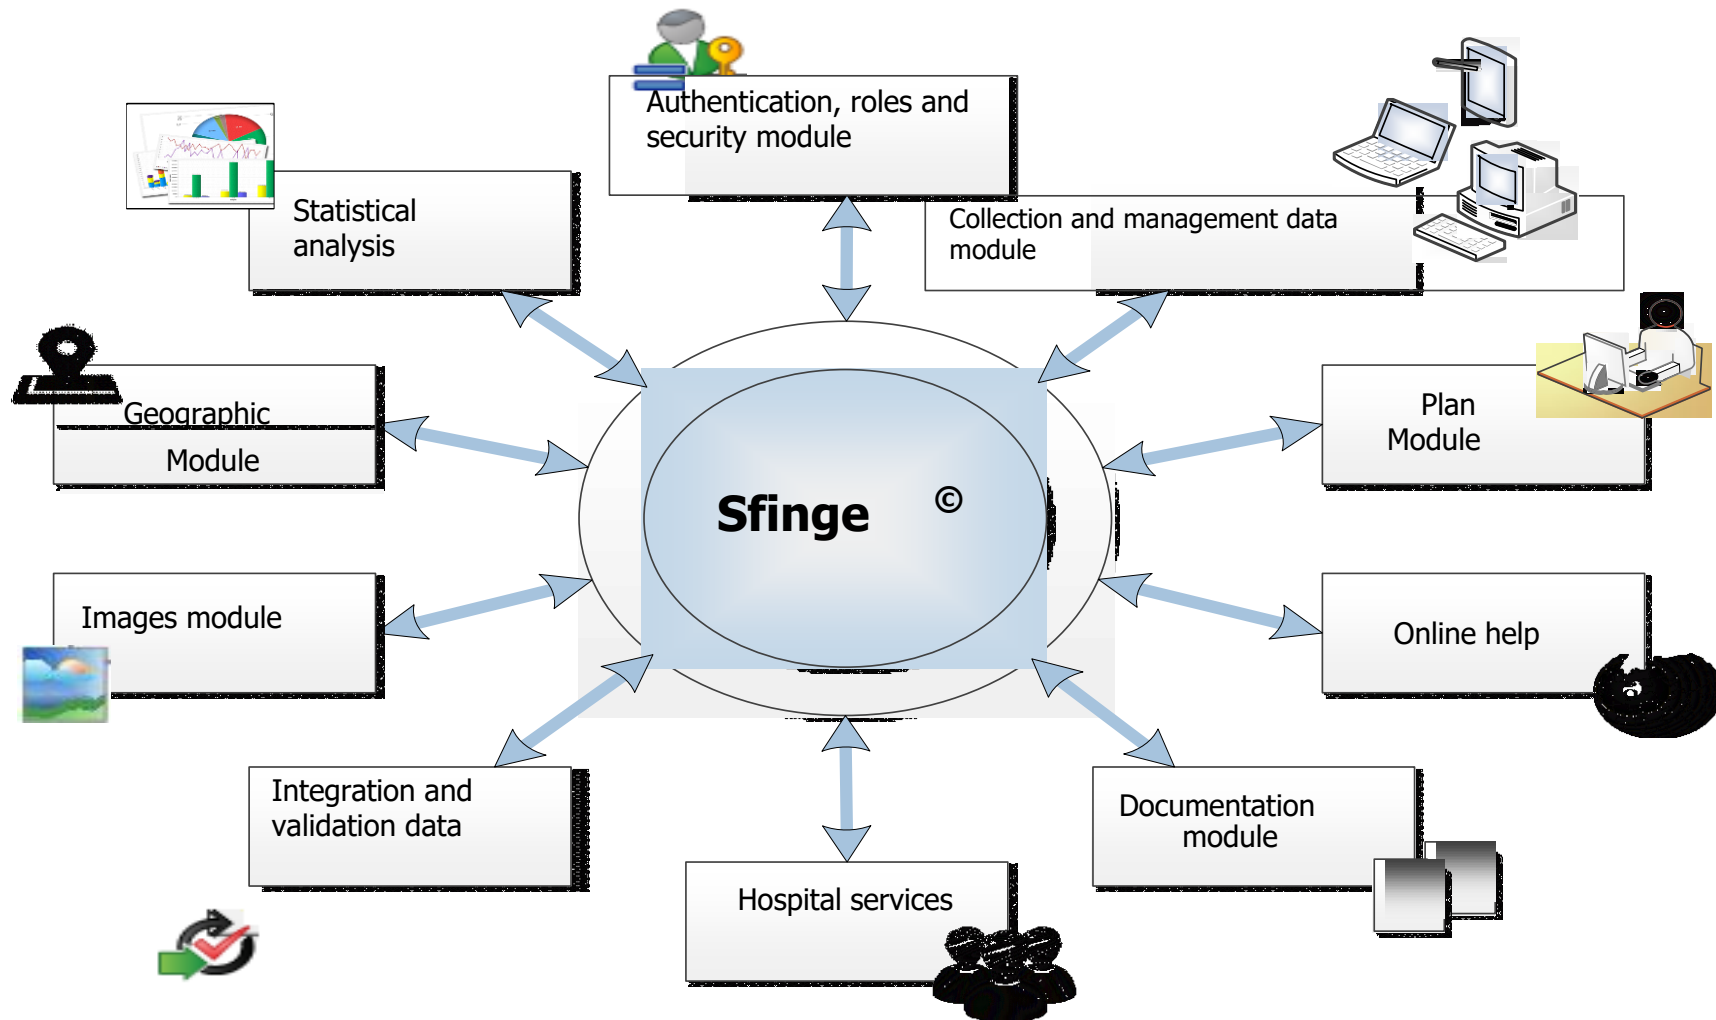 Authentication, roles and
security module
Statistical
analysis
Collection and management data
module
Geographic
Module
Plan
Module
Sfinge ©
Images module
Online help
Integration and
validation data
Documentation
module
Hospital services